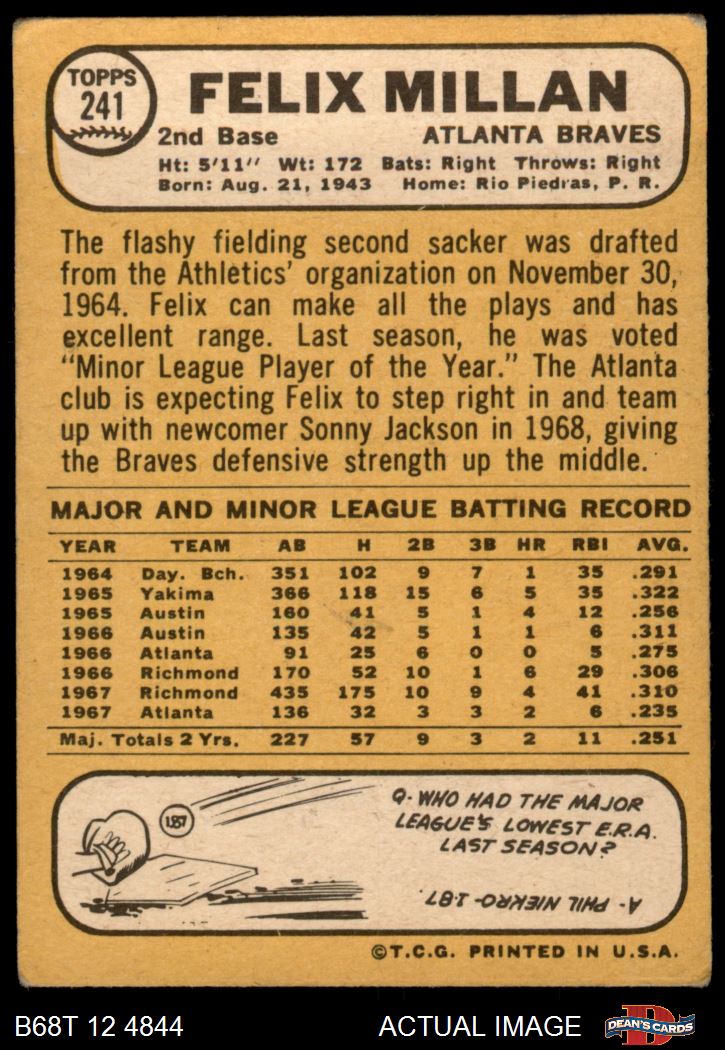 TOPPS
241
FELIX MILLAN
2nd Base ATLANTA BRAVES
Ht: 5'11" Wt: 172 Bats: Right Throws: Right
Born: Aug. 21, 1943 Home: Rio Piedras, P. R.
The flashy fielding second sacker was drafted
from the Athletics' organization on November 30,
1964. Felix can make all the plays and has
excellent range. Last season, he was voted
"Minor League Player of the Year." The Atlanta
club is expecting Felix to step right in and team
up with newcomer Sonny Jackson in 1968, giving
the Braves defensive strength up the middle.
MAJOR AND MINOR LEAGUE BATTING RECORD
YEAR TEAM AB H 2B 3B HR RBI AVG.
1964 Day. Bch. 351 102 9 7 1 35 .291
1965 Yakima 366 118 15 6 5 35 .322
1965 Austin 160 41 5 1 4 12 .256
1966 Austin 135 42 5 1 1 6 .311
1966 Atlanta 91 25 6 0 0 5 .275
1966 Richmond 170 52 10 1 6 29 .306
1967 Richmond 435 175 10 9 4 41 .310
1967 Atlanta 136 32 3 3 2 6 .235
Maj. Totals 2 Yrs. 227 57 9 3 2 11 .251
1.87
Q- WHO HAD THE MAJOR
LEAGUE'S LOWEST E.R.A.
LAST SEASON?
A- PHIL NIEKRO-1.87.
©T.C.G. PRINTED IN U.S.A.
B68T 12 4844 ACTUAL IMAGE
D
DEAN'S CARDS